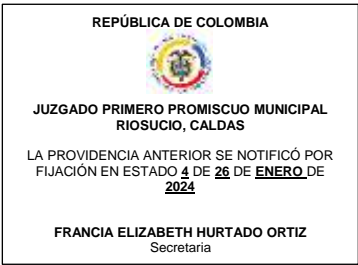 REPÚBLICA DE COLOMBIA
JUZGADO PRIMERO PROMISCUO MUNICIPAL
RIOSUCIO, CALDAS
LA PROVIDENCIA ANTERIOR SE NOTIFICÓ POR
FIJACIÓN EN ESTADO 4 DE 26 DE ENERO DE
2024
FRANCIA ELIZABETH HURTADO ORTIZ
Secretaria